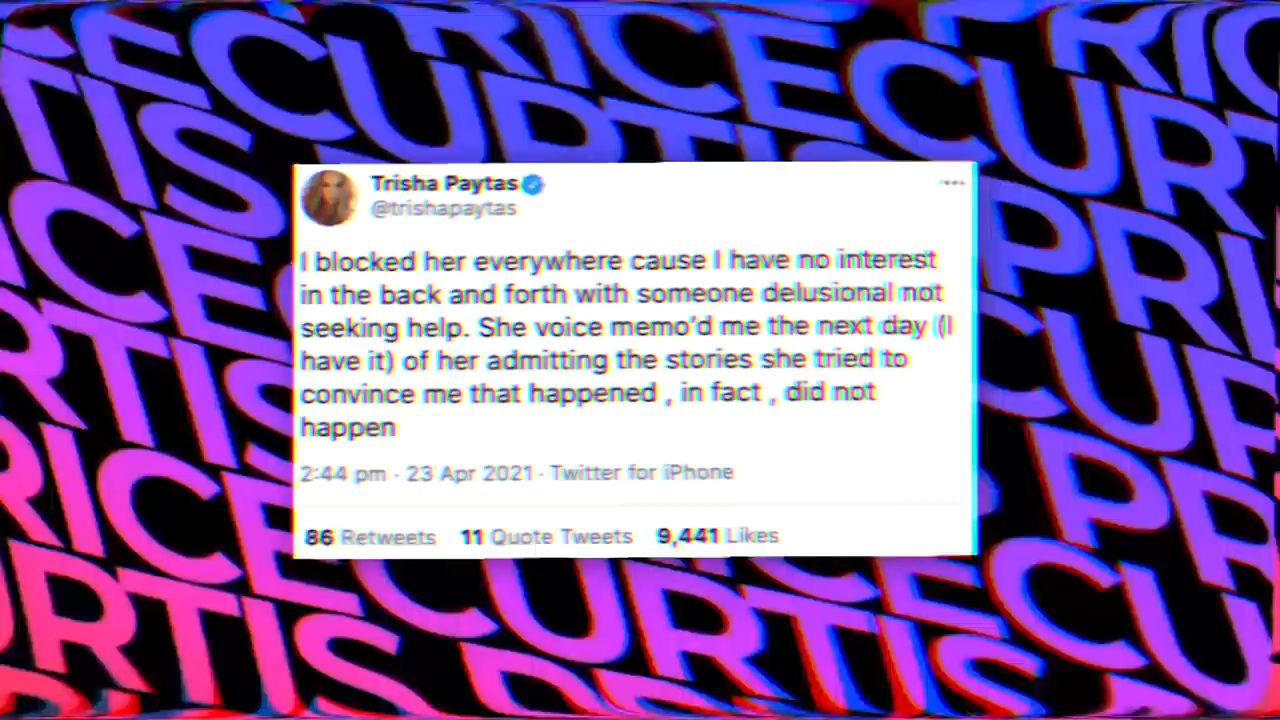 CURTIS PRICE
Trisha Paytas
@trishapaytas
I blocked her everywhere cause I have no interest
in the back and forth with someone delusional not
seeking help. She voice memo’d me the next day (I
have it) of her admitting the stories she tried to
convince me that happened , in fact , did not
happen
2:44 pm · 23 Apr 2021 · Twitter for iPhone
86 Retweets 11 Quote Tweets 9,441 Likes